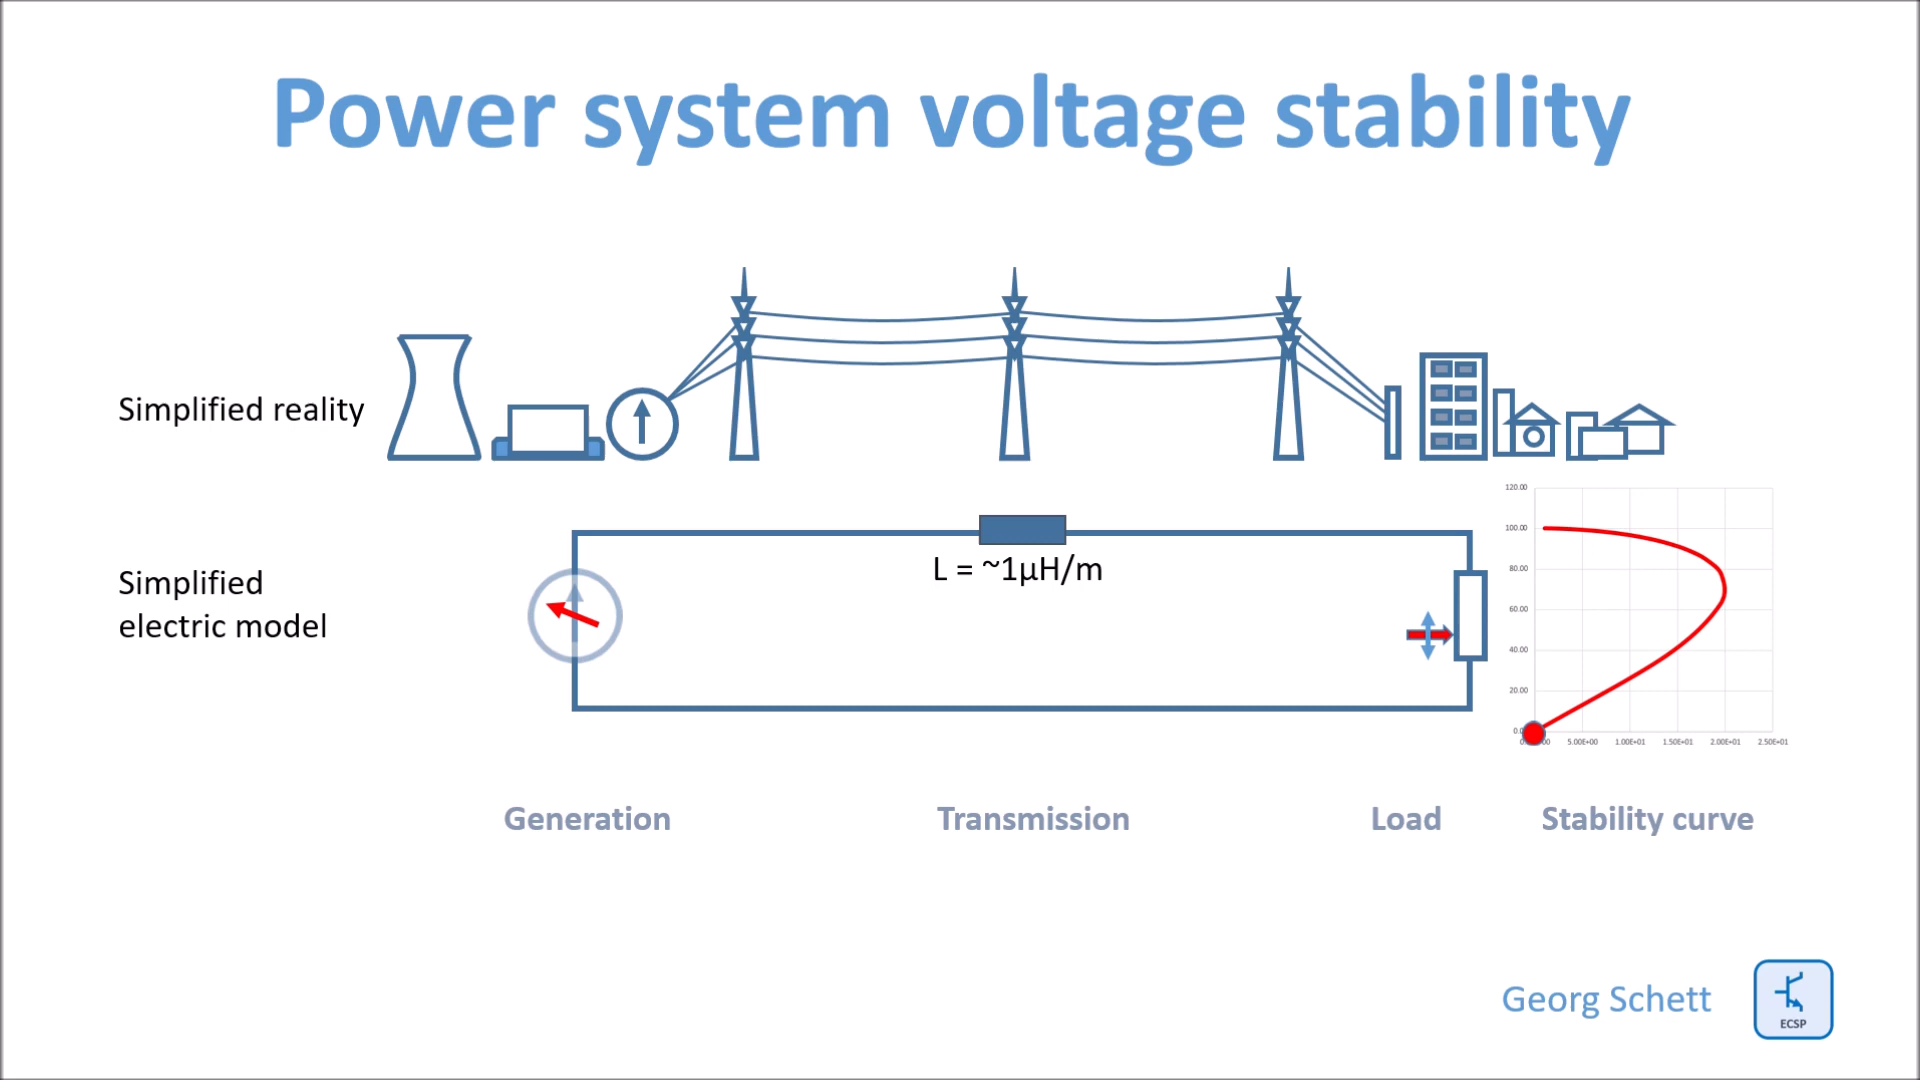 Power system voltage stability
Simplified reality
Simplified
electric model
L = ~1µH/m
120.00
100.00
80.00
60.00
40.00
20.00
5.00E+00
1.00E+01
1.50E+01
2.00E+01
2.50E+01
Generation
Transmission
Load
Stability curve
Georg Schett
ECSP